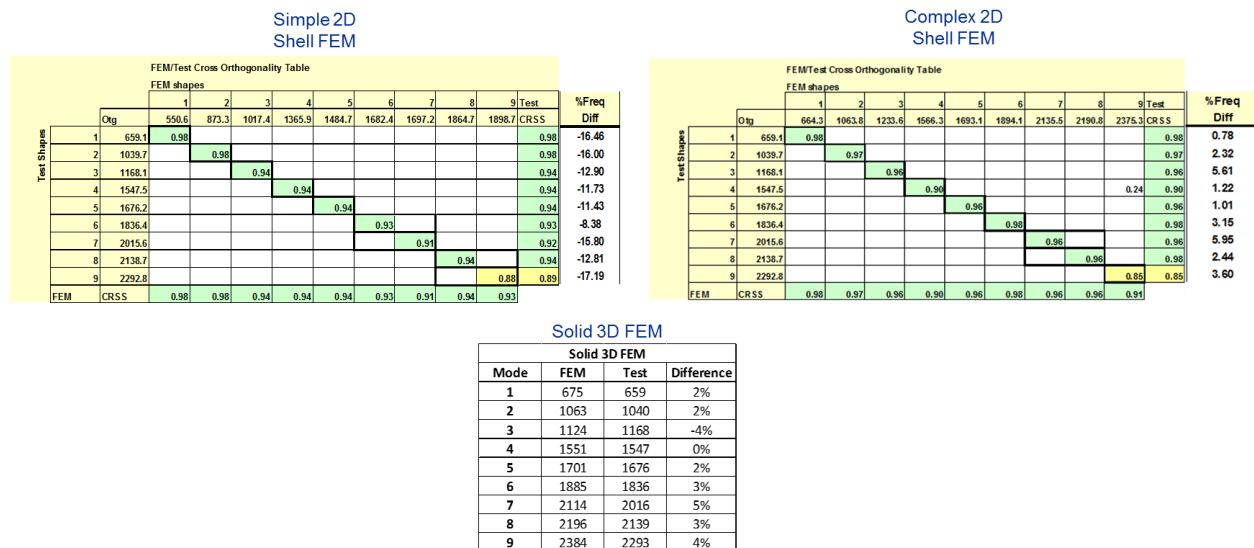 Simple 2D
Shell FEM
FEM/Test Cross Orthogonality Table
FEM shapes
1 2 3 4 5 6 7 8 9 Test %Freq
Otg 550.6 873.3 1017.4 1365.9 1484.7 1682.4 1697.2 1864.7 1898.7 CRSS Diff
Test Shapes
1 659.1 0.98 0.98 -16.46
2 1039.7 0.98 0.98 -16.00
3 1168.1 0.94 0.94 -12.90
4 1547.5 0.94 0.94 -11.73
5 1676.2 0.94 0.94 -11.43
6 1836.4 0.93 0.93 -8.38
7 2015.6 0.91 0.92 -15.80
8 2138.7 0.94 0.94 -12.81
9 2292.8 0.88 0.89 -17.19
FEM CRSS 0.98 0.98 0.94 0.94 0.94 0.93 0.91 0.94 0.93
Complex 2D
Shell FEM
FEM/Test Cross Orthogonality Table
FEM shapes
1 2 3 4 5 6 7 8 9 Test %Freq
Otg 664.3 1063.8 1233.6 1566.3 1693.1 1894.1 2135.5 2190.8 2375.3 CRSS Diff
Test Shapes
1 659.1 0.98 0.98 0.78
2 1039.7 0.97 0.97 2.32
3 1168.1 0.96 0.96 5.61
4 1547.5 0.90 0.24 0.90 1.22
5 1676.2 0.96 0.96 1.01
6 1836.4 0.98 0.98 3.15
7 2015.6 0.96 0.96 5.95
8 2138.7 0.96 0.98 2.44
9 2292.8 0.85 0.85 3.60
FEM CRSS 0.98 0.97 0.96 0.90 0.96 0.98 0.96 0.96 0.91
Solid 3D FEM
Solid 3D FEM
Mode FEM Test Difference
1 675 659 2%
2 1063 1040 2%
3 1124 1168 -4%
4 1551 1547 0%
5 1701 1676 2%
6 1885 1836 3%
7 2114 2016 5%
8 2196 2139 3%
9 2384 2293 4%